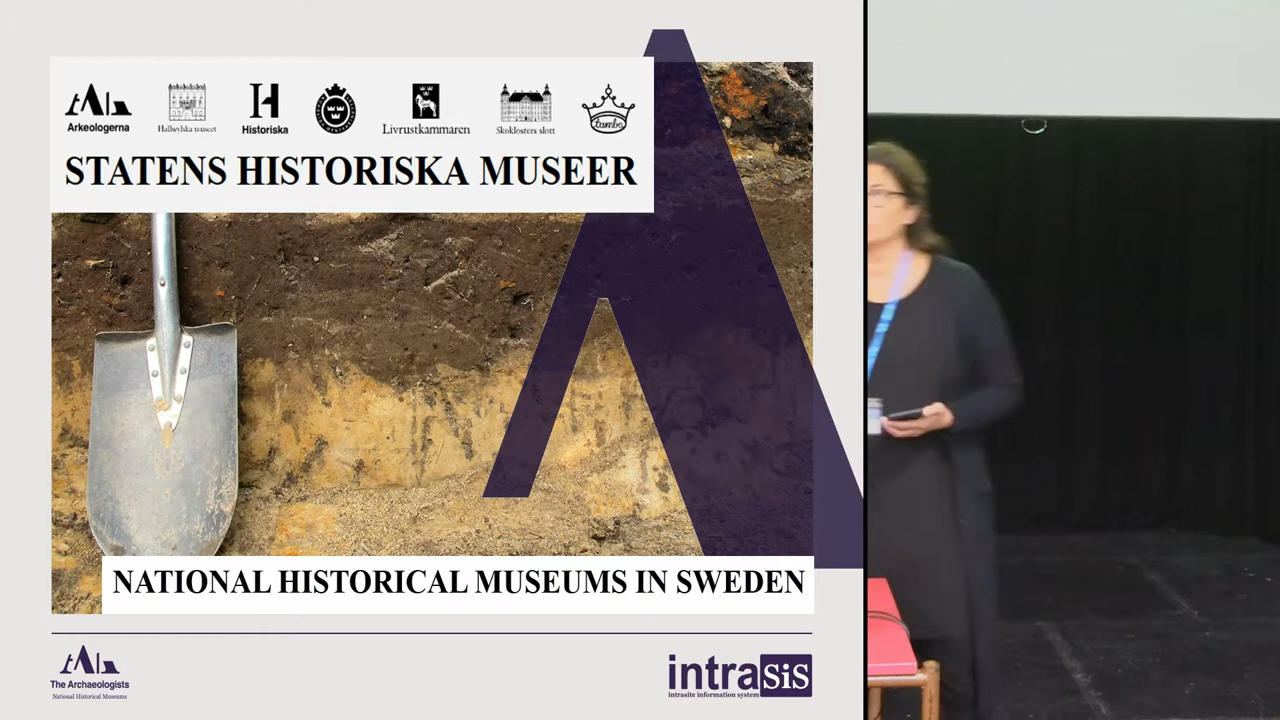 Arkeologerna
Hallwylska museet
Historiska
Livrustkammaren
Skoklosters slott
tumba
STATENS HISTORISKA MUSEER
NATIONAL HISTORICAL MUSEUMS IN SWEDEN
The Archaeologists
National Historical Museums
intrasis
intrasite information system